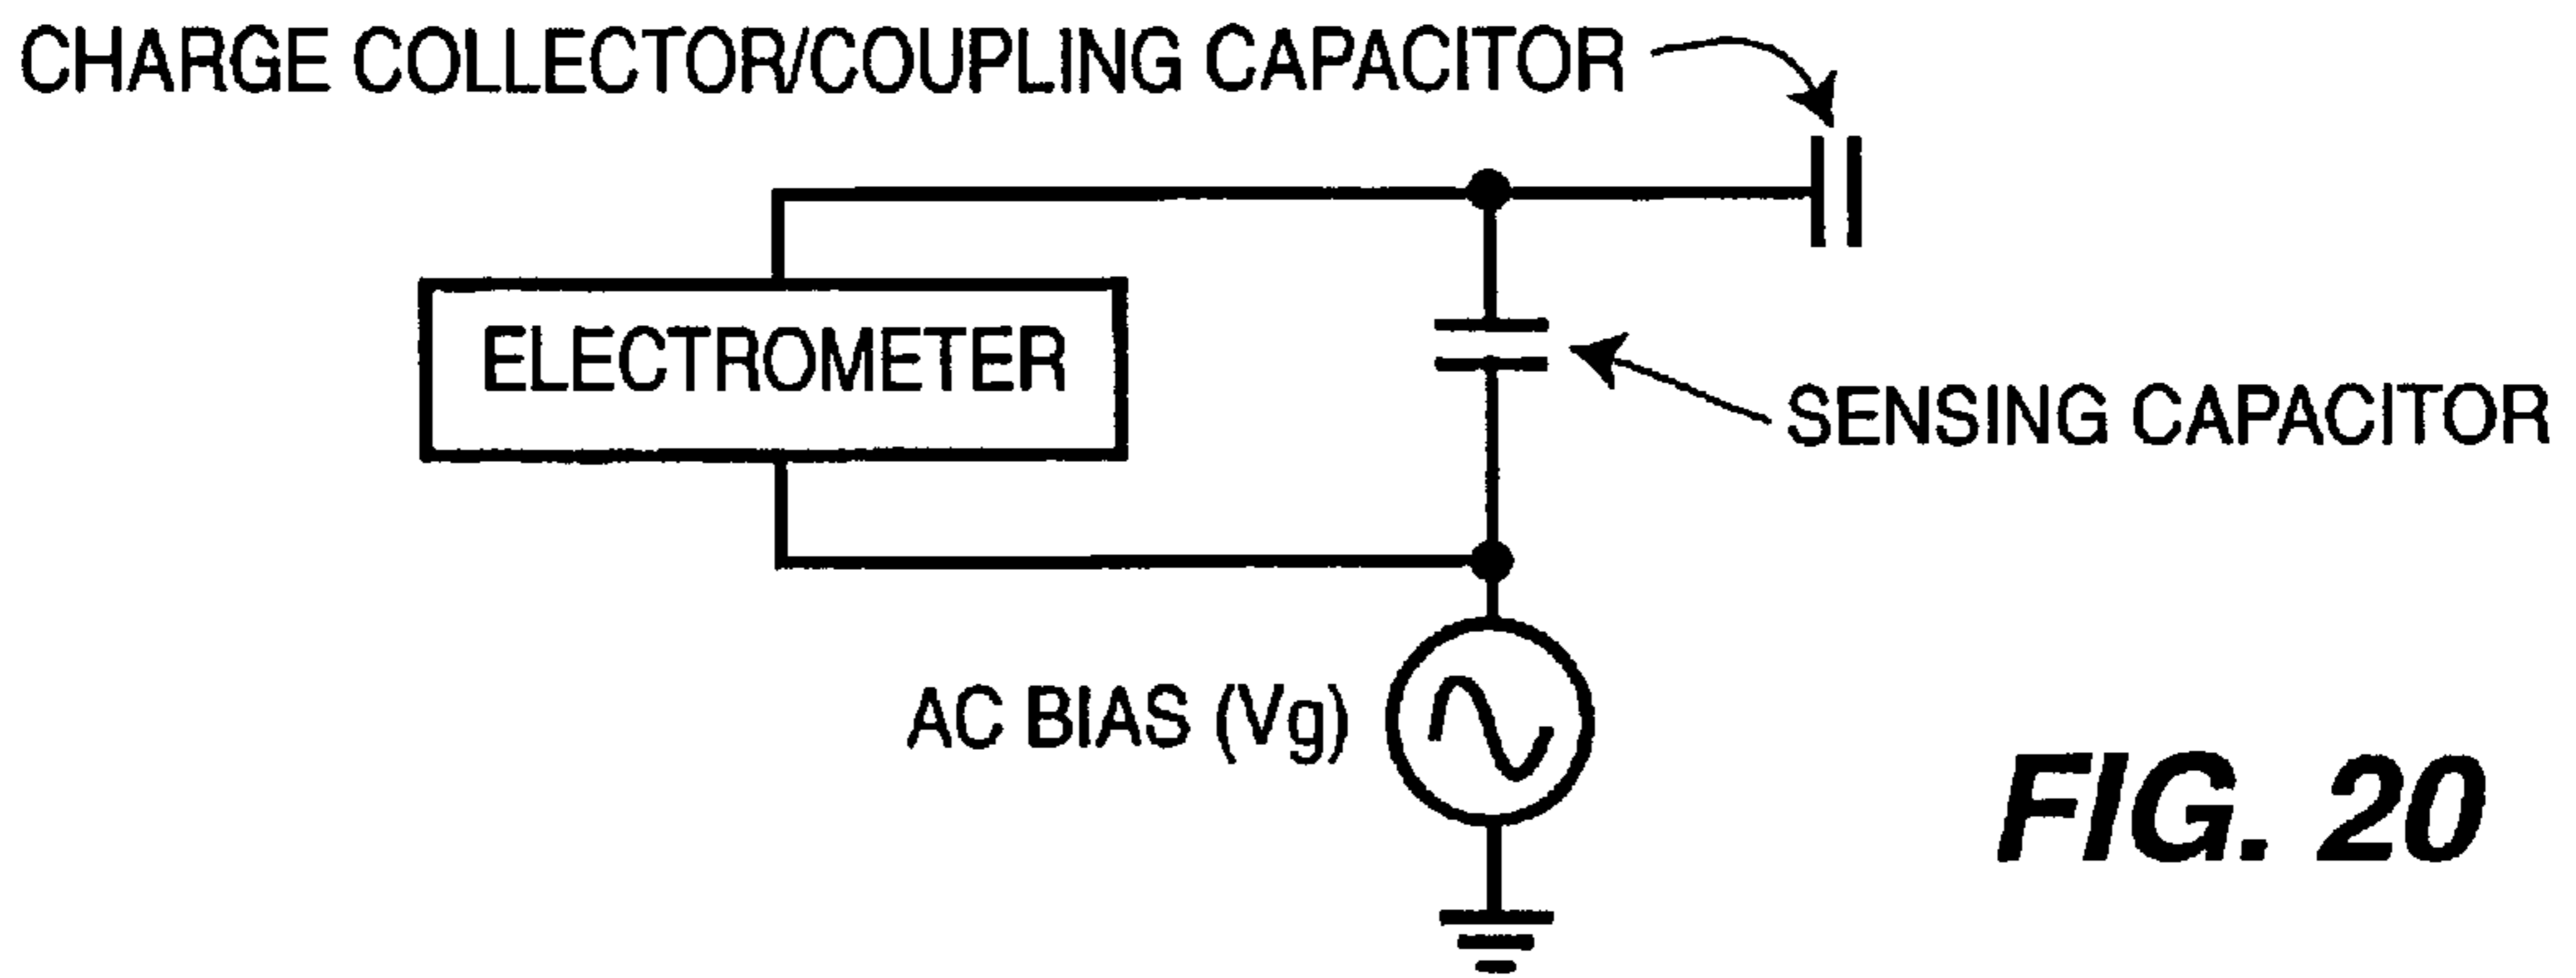 CHARGE COLLECTOR/COUPLING CAPACITOR
ELECTROMETER
SENSING CAPACITOR
AC BIAS (Vg)
FIG. 20